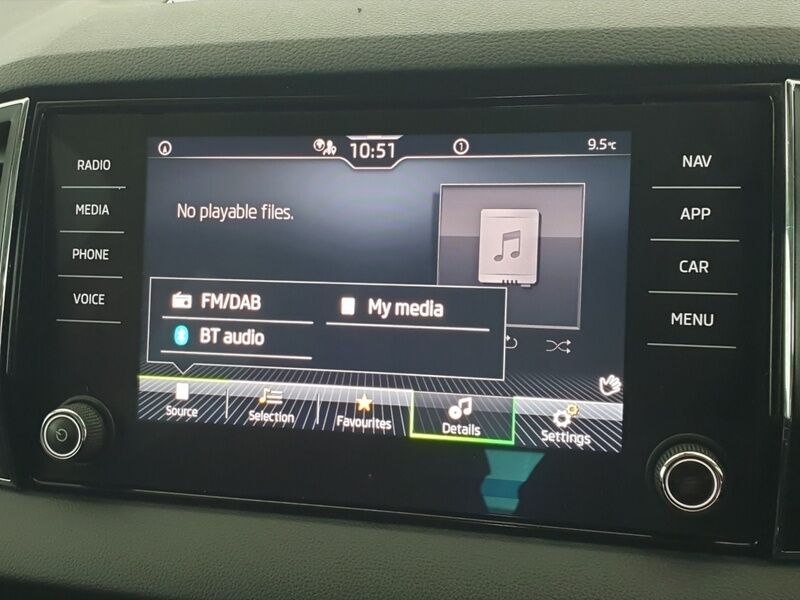 RADIO
MEDIA
PHONE
VOICE
10:51
1
9.5°C
No playable files.
FM/DAB
My media
BT audio
Source
Selection
Favourites
Details
Settings
NAV
APP
CAR
MENU